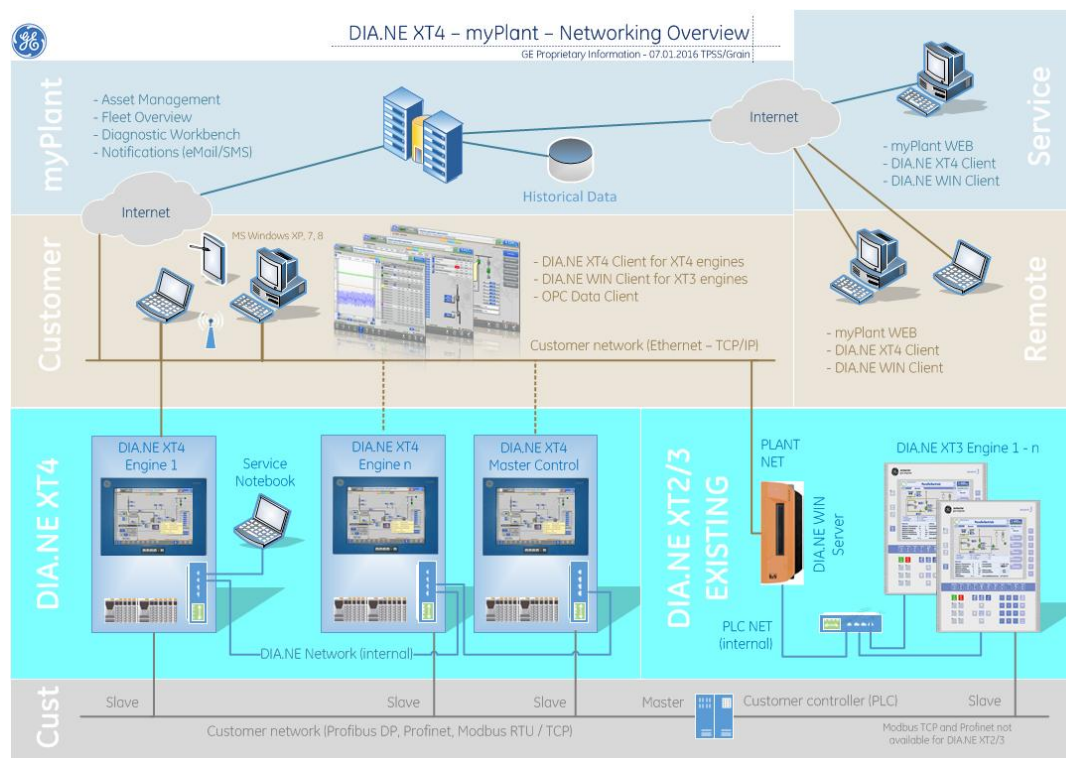 DIA.NE XT4 – myPlant – Networking Overview
GE Proprietary Information - 07.01.2016 TPSS/Grain
myPlant
- Asset Management
- Fleet Overview
- Diagnostic Workbench
- Notifications (eMail/SMS)
Historical Data
Internet
Internet
Service
- myPlant WEB
- DIA.NE XT4 Client
- DIA.NE WIN Client
Customer
MS Windows XP, 7, 8
- DIA.NE XT4 Client for XT4 engines
- DIA.NE WIN Client for XT3 engines
- OPC Data Client
Customer network (Ethernet – TCP/IP)
Remote
- myPlant WEB
- DIA.NE XT4 Client
- DIA.NE WIN Client
DIA.NE XT4
DIA.NE XT4
Engine 1
Service
Notebook
DIA.NE XT4
Engine n
DIA.NE XT4
Master Control
DIA.NE Network (internal)
DIA.NE XT2/3
EXISTING
PLANT
NET
DIA.NE WIN
Server
PLC NET
(internal)
DIA.NE XT3 Engine 1 - n
Cust
Slave
Slave
Slave
Master
Customer controller (PLC)
Slave
Customer network (Profibus DP, Profinet, Modbus RTU / TCP)
Modbus TCP and Profinet not
available for DIA.NE XT2/3